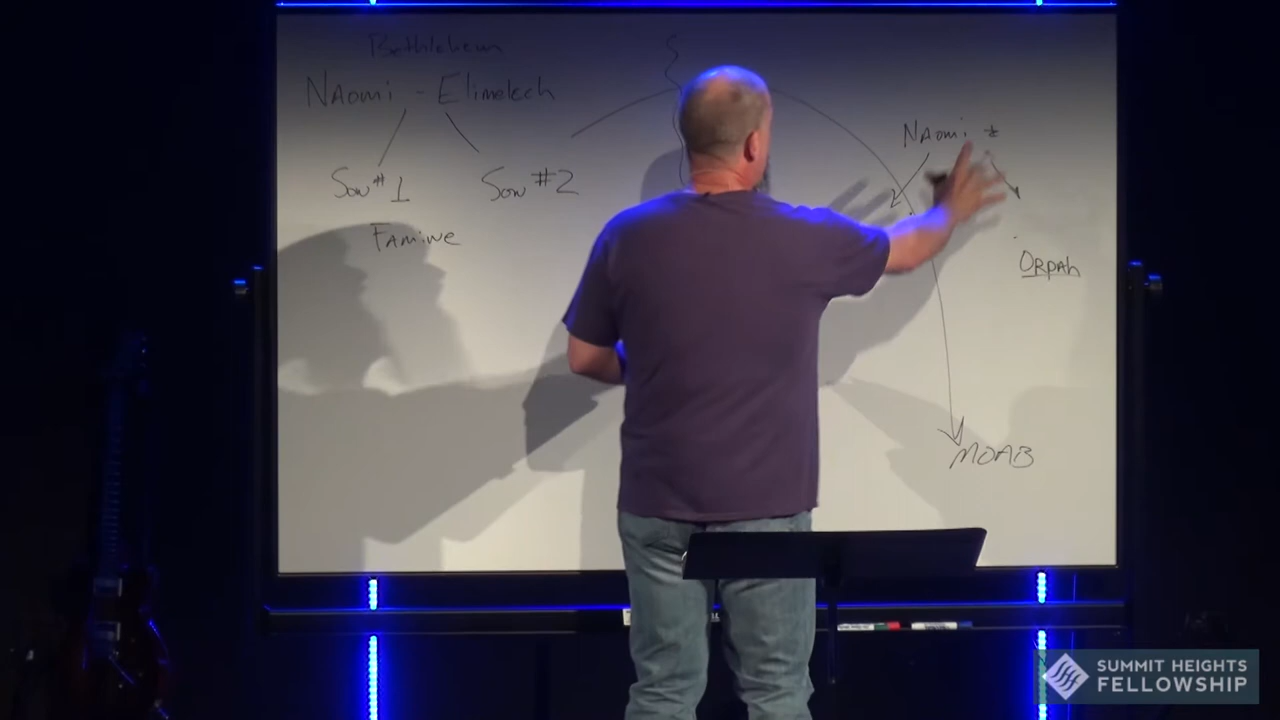 Bethlehem
Naomi - Elimelech
Son #1
Son #2
Famine
Naomi
Orpah
MOAB
SUMMIT HEIGHTS
FELLOWSHIP